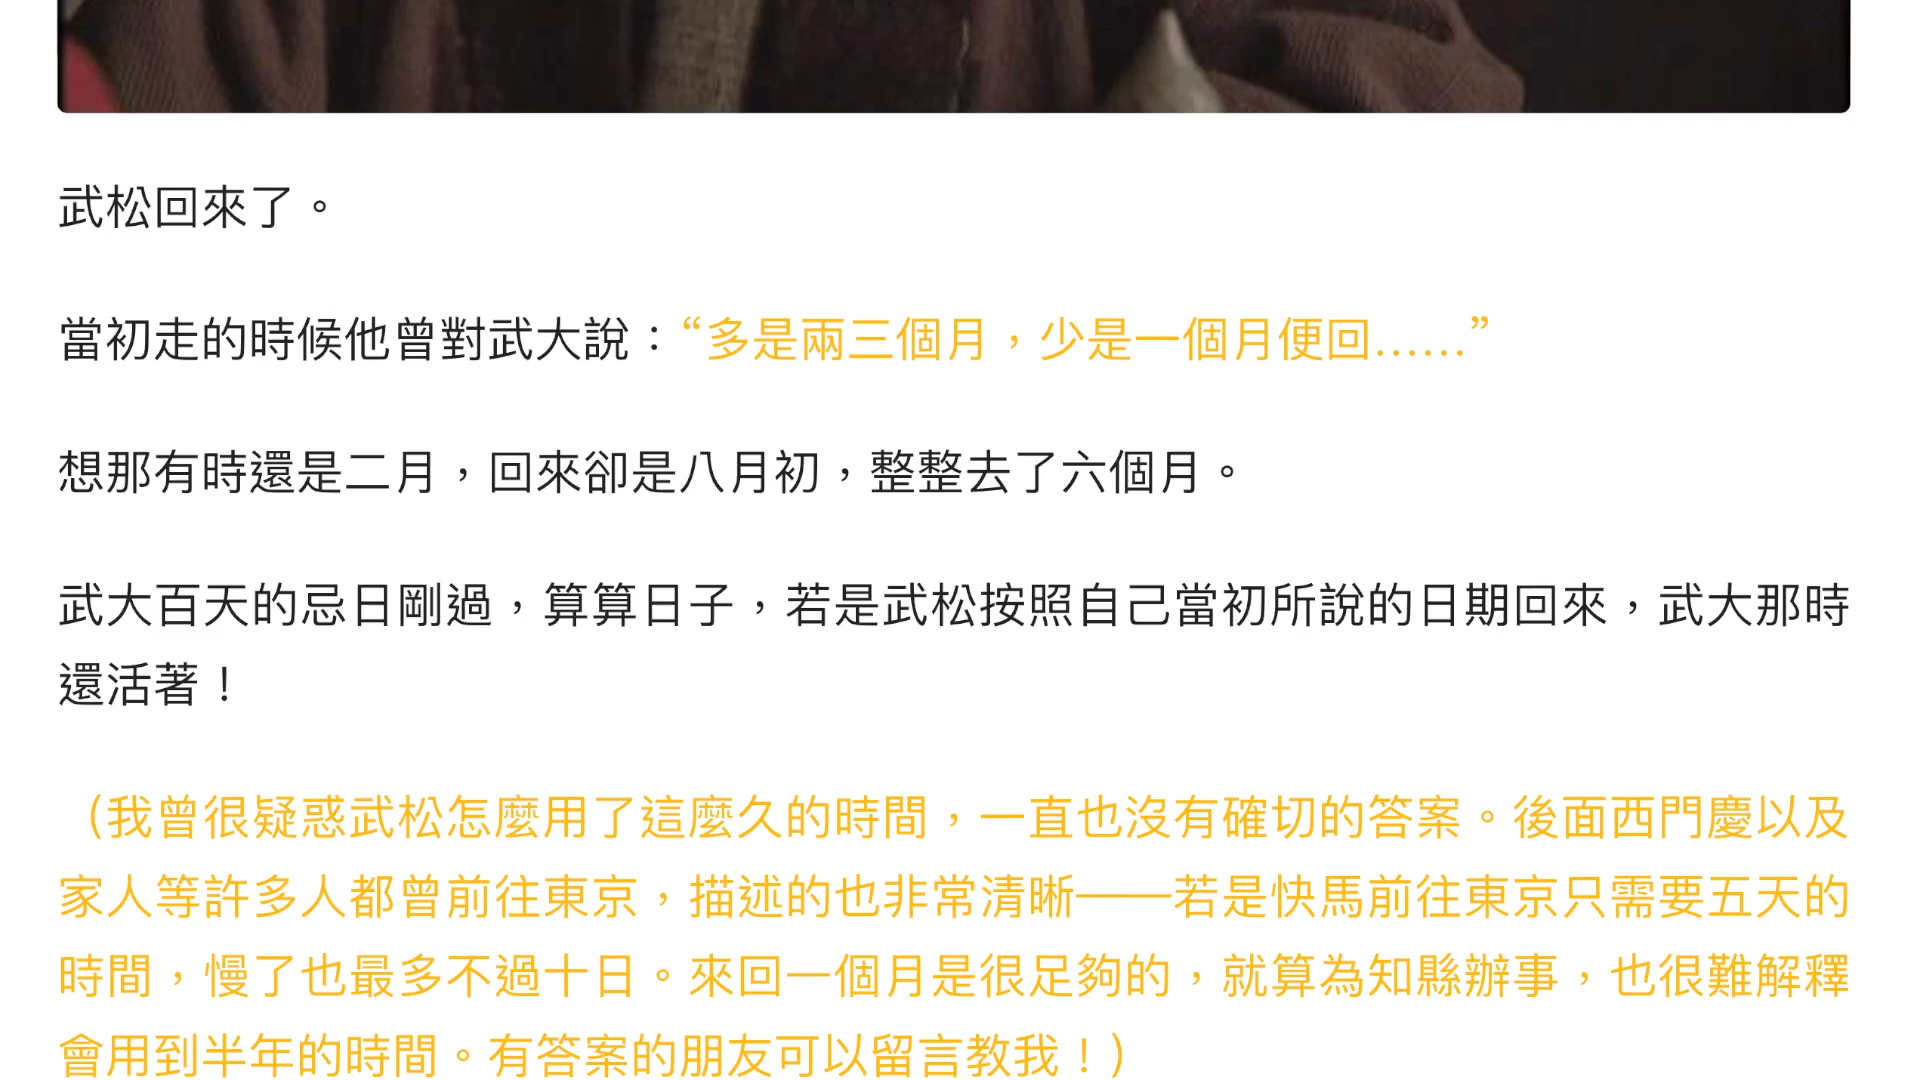 武松回來了。
當初走的時候他曾對武大說：“多是兩三個月，少是一個月便回……”
想那有時還是二月，回來卻是八月初，整整去了六個月。
武大百天的忌日剛過，算算日子，若是武松按照自己當初所說的日期回來，武大那時
還活著！
（我曾很疑惑武松怎麼用了這麼久的時間，一直也沒有確切的答案。後面西門慶以及
家人等許多人都曾前往東京，描述的也非常清晰——若是快馬前往東京只需要五天的
時間，慢了也最多不過十日。來回一個月是很足夠的，就算為知縣辦事，也很難解釋
會用到半年的時間。有答案的朋友可以留言教我！）